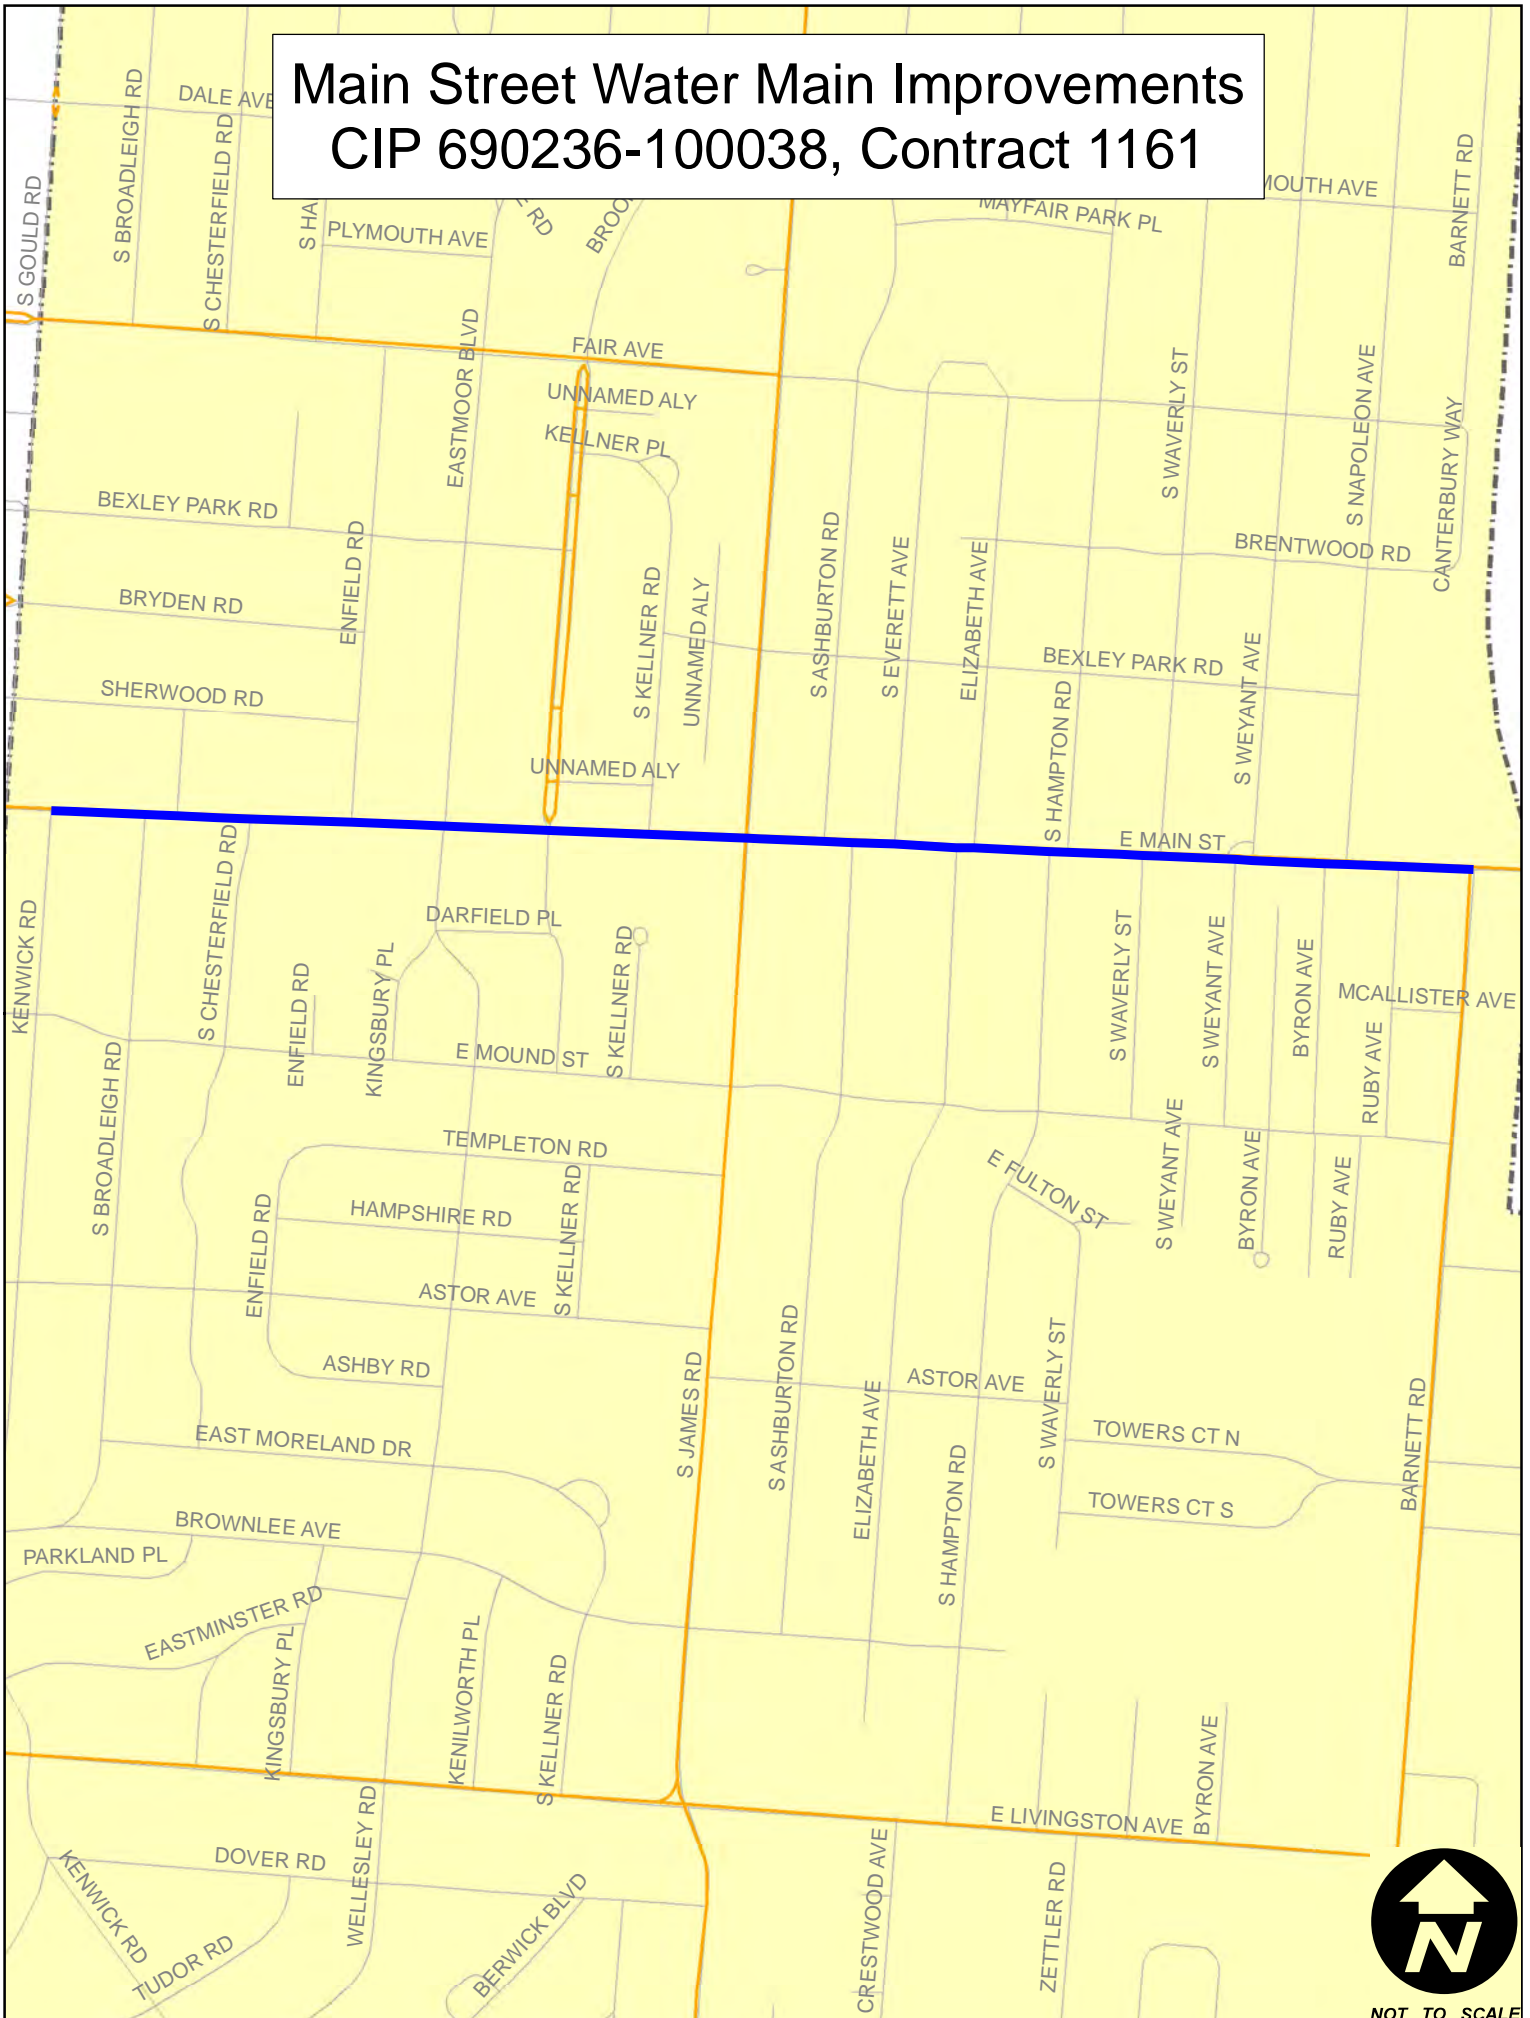 Main Street Water Main Improvements
CIP 690236-100038, Contract 1161
S GOULD RD
S BROADLEIGH RD
DALE AVE
S CHESTERFIELD RD
S HA
PLYMOUTH AVE
E RD
BROO
MAYFAIR PARK PL
MOUTH AVE
BARNETT RD
FAIR AVE
EASTMOOR BLVD
UNNAMED ALY
KELLNER PL
S WAVERLY ST
S NAPOLEON AVE
CANTERBURY WAY
BEXLEY PARK RD
BRENTWOOD RD
BRYDEN RD
ENFIELD RD
S KELLNER RD
UNNAMED ALY
S ASHBURTON RD
S EVERETT AVE
ELIZABETH AVE
BEXLEY PARK RD
S HAMPTON RD
S WEYANT AVE
SHERWOOD RD
UNNAMED ALY
E MAIN ST
KENWICK RD
S CHESTERFIELD RD
DARFIELD PL
ENFIELD RD
KINGSBURY PL
S KELLNER RD
S WAVERLY ST
S WEYANT AVE
BYRON AVE
MCALLISTER AVE
RUBY AVE
E MOUND ST
S BROADLEIGH RD
TEMPLETON RD
E FULTON ST
S WEYANT AVE
BYRON AVE
RUBY AVE
ENFIELD RD
HAMPSHIRE RD
S KELLNER RD
ASTOR AVE
ASHBY RD
S JAMES RD
S ASHBURTON RD
ELIZABETH AVE
ASTOR AVE
S WAVERLY ST
S HAMPTON RD
TOWERS CT N
TOWERS CT S
BARNETT RD
EAST MORELAND DR
BROWNLEE AVE
PARKLAND PL
EASTMINSTER RD
KINGSBURY PL
KENILWORTH PL
S KELLNER RD
BYRON AVE
E LIVINGSTON AVE
WELLESLEY RD
DOVER RD
KENWICK RD
TUDOR RD
BERWICK BLVD
CRESTWOOD AVE
ZETTLER RD
N
NOT TO SCALE